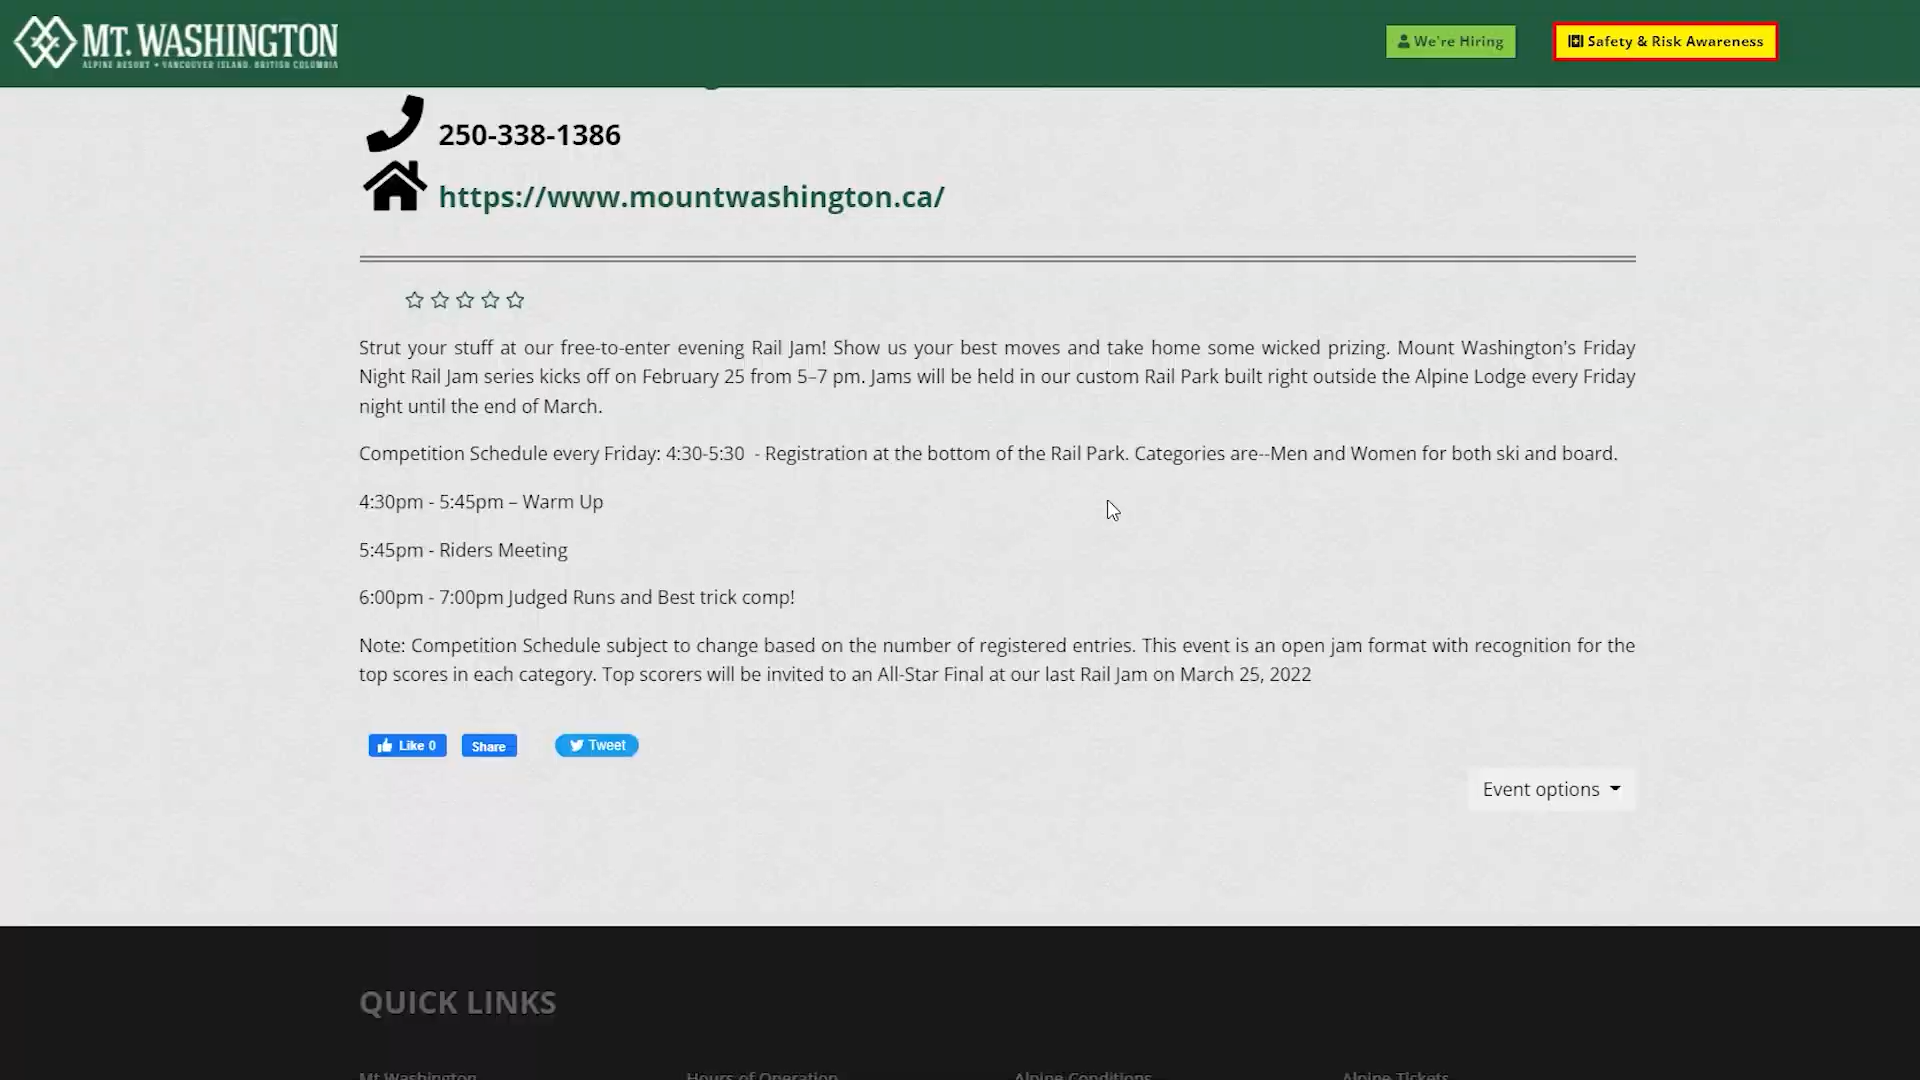 MT. WASHINGTON
ALPINE RESORT • VANCOUVER ISLAND, BRITISH COLUMBIA
We're Hiring
Safety & Risk Awareness
250-338-1386
https://www.mountwashington.ca/
Strut your stuff at our free-to-enter evening Rail Jam! Show us your best moves and take home some wicked prizing. Mount Washington's Friday
Night Rail Jam series kicks off on February 25 from 5–7 pm. Jams will be held in our custom Rail Park built right outside the Alpine Lodge every Friday
night until the end of March.
Competition Schedule every Friday: 4:30-5:30 - Registration at the bottom of the Rail Park. Categories are--Men and Women for both ski and board.
4:30pm - 5:45pm – Warm Up
5:45pm - Riders Meeting
6:00pm - 7:00pm Judged Runs and Best trick comp!
Note: Competition Schedule subject to change based on the number of registered entries. This event is an open jam format with recognition for the
top scores in each category. Top scorers will be invited to an All-Star Final at our last Rail Jam on March 25, 2022
Like 0 Share Tweet
Event options
QUICK LINKS
Mt Washington Hours of Operation Alpine Conditions Alpine Tickets